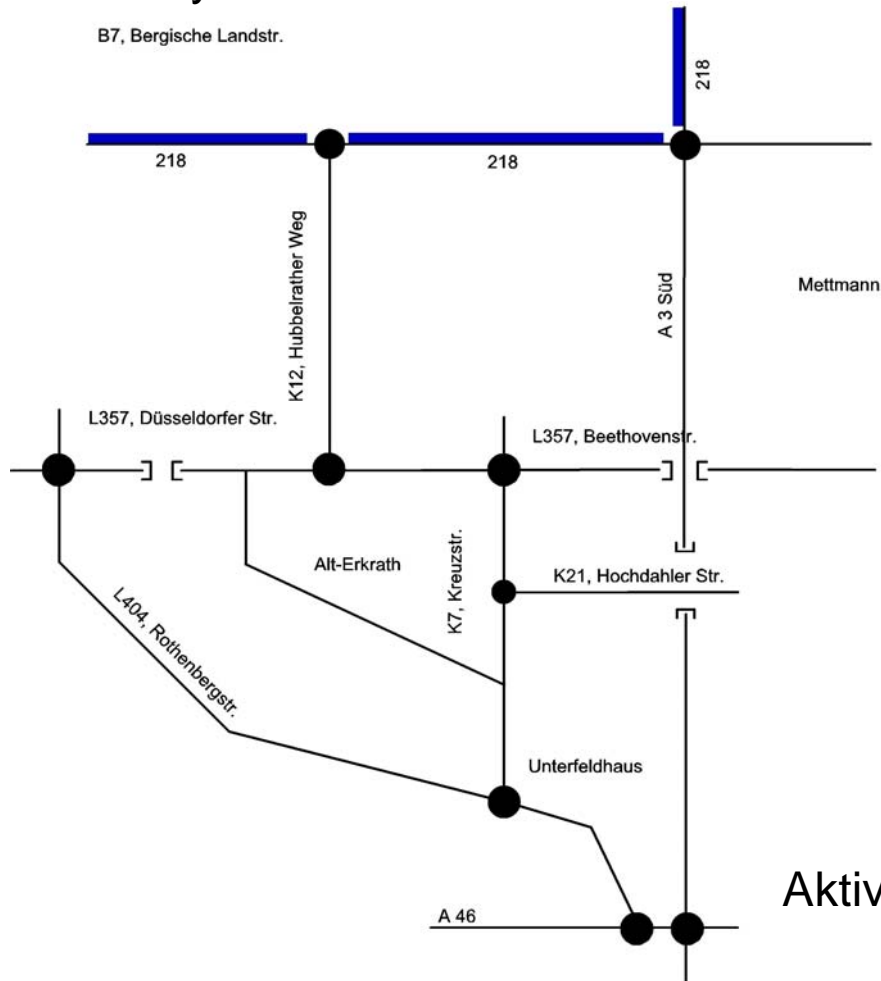 B7, Bergische Landstr.
218
218
218
K12, Hubbelrather Weg
A 3 Süd
Mettmann
L357, Düsseldorfer Str.
L357, Beethovenstr.
Alt-Erkrath
K7, Kreuzstr.
K21, Hochdahler Str.
L404, Rothenbergstr.
Unterfeldhaus
Aktiv
A 46